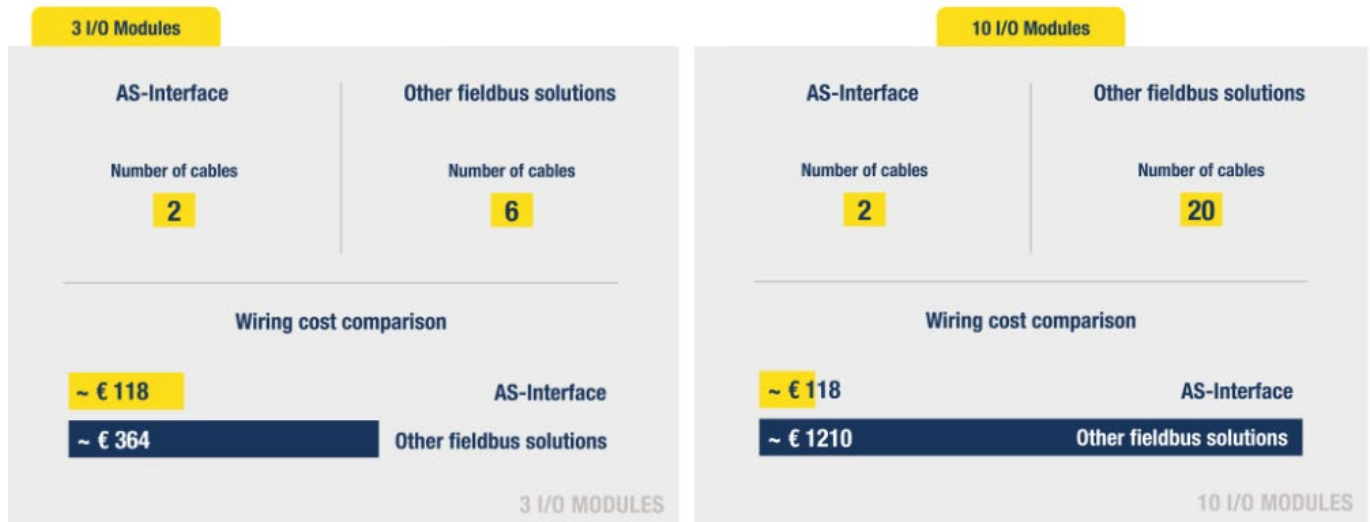 3 I/O Modules
AS-Interface
Other fieldbus solutions
Number of cables
Number of cables
2
6
Wiring cost comparison
~ € 118
AS-Interface
~ € 364
Other fieldbus solutions
3 I/O MODULES
10 I/O Modules
AS-Interface
Other fieldbus solutions
Number of cables
Number of cables
2
20
Wiring cost comparison
~ € 118
AS-Interface
~ € 1210
Other fieldbus solutions
10 I/O MODULES